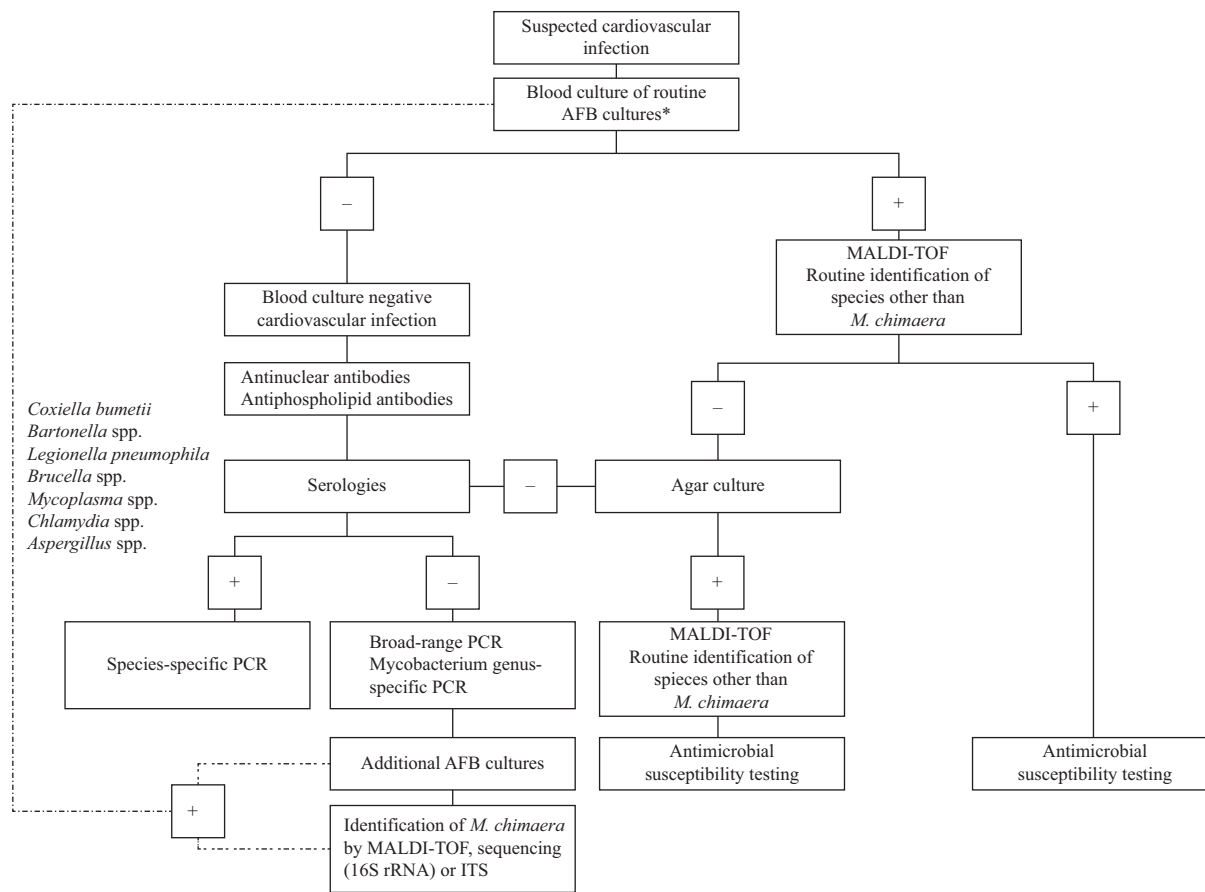 Suspected cardiovascular
infection
Blood culture of routine
AFB cultures*
–
+
MALDI-TOF
Routine identification of
species other than
M. chimaera
Blood culture negative
cardiovascular infection
Antinuclear antibodies
Antiphospholipid antibodies
–
+
Coxiella bumetii
Bartonella spp.
Legionella pneumophila
Brucella spp.
Mycoplasma spp.
Chlamydia spp.
Aspergillus spp.
Serologies
–
Agar culture
+
–
+
Species-specific PCR
Broad-range PCR
Mycobacterium genus-
specific PCR
MALDI-TOF
Routine identification of
spieces other than
M. chimaera
Additional AFB cultures
Antimicrobial
susceptibility testing
Antimicrobial
susceptibility testing
+
Identification of M. chimaera
by MALDI-TOF, sequencing
(16S rRNA) or ITS